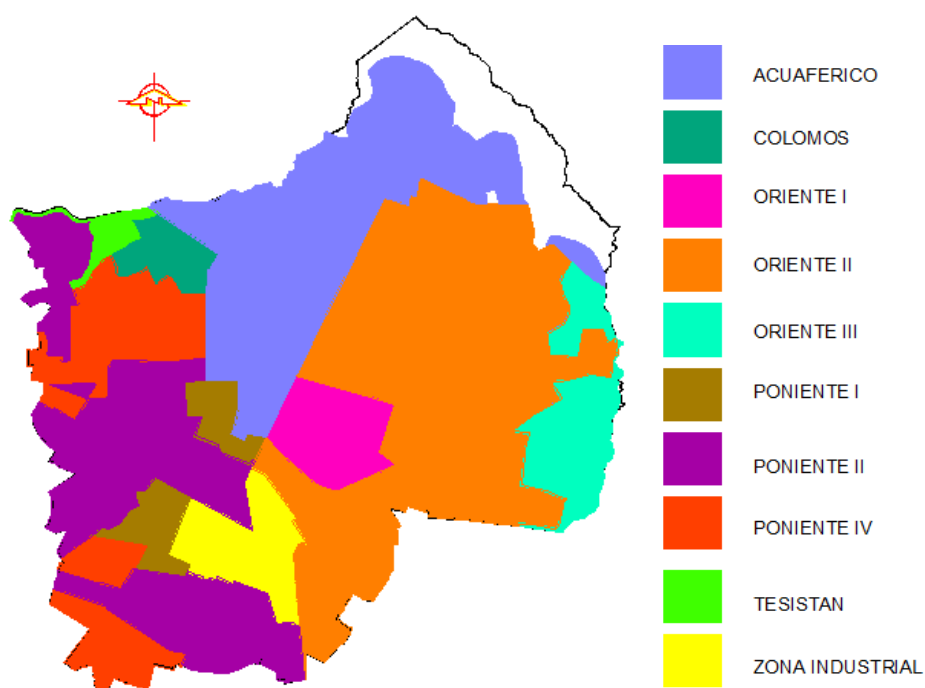 ACUAFERICO
COLOMOS
ORIENTE I
ORIENTE II
ORIENTE III
PONIENTE I
PONIENTE II
PONIENTE IV
TESISTAN
ZONA INDUSTRIAL